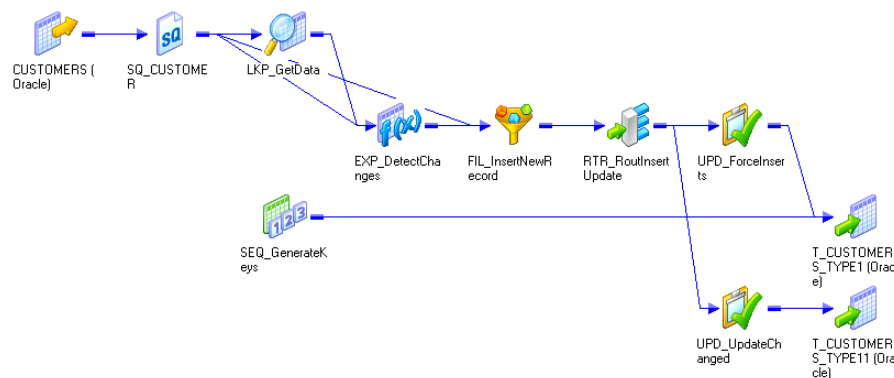 CUSTOMERS (
Oracle)
SQ_CUSTOME
R
LKP_GetData
EXP_DetectCha
nges
FIL_InsertNewR
ecord
RTR_RoutInsert
Update
UPD_ForceInser
ts
SEQ_GenerateK
eys
T_CUSTOMER
S_TYPE1 (Orac
e)
UPD_UpdateCh
anged
T_CUSTOMER
S_TYPE11 (Ora
cle)